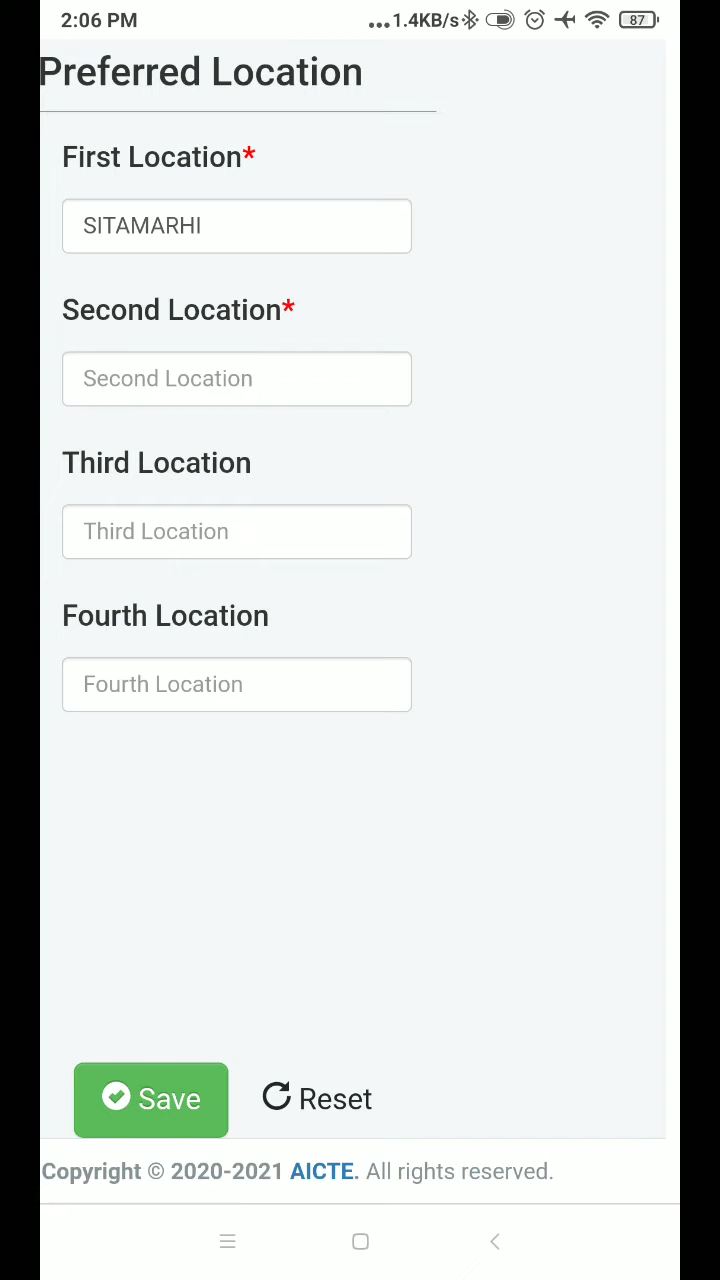 2:06 PM ...1.4KB/s 87
Preferred Location
First Location*
SITAMARHI
Second Location*
Second Location
Third Location
Third Location
Fourth Location
Fourth Location
Save Reset
Copyright © 2020-2021 AICTE. All rights reserved.